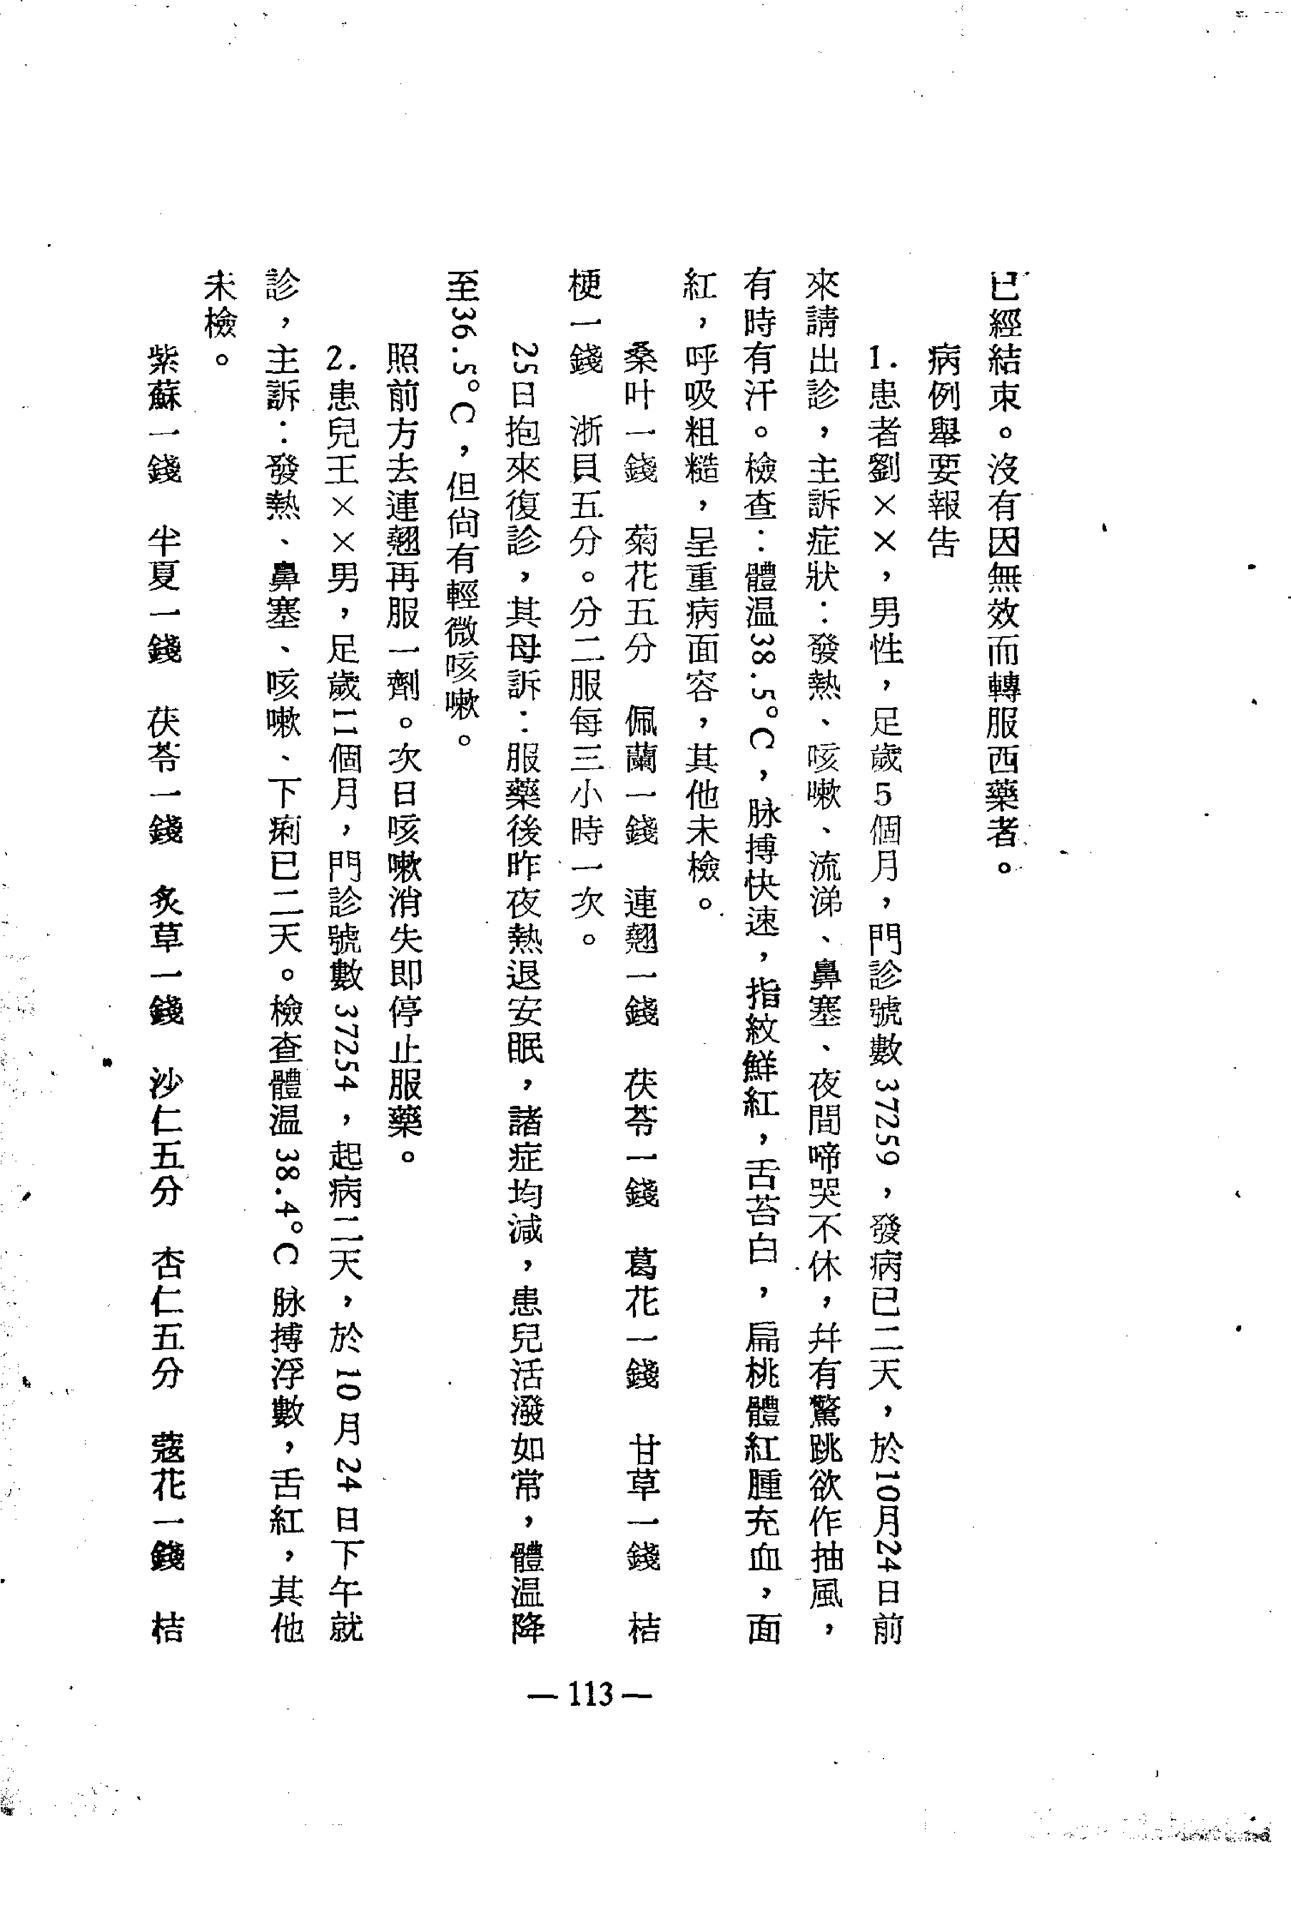 已經結束。沒有因無效而轉服西藥者。
病例舉要報告
1.患者劉××，男性，足歲5個月，門診號數37259，發病已二天，於10月24日前
來請出診，主訴症狀：發熱、咳嗽、流涕、鼻塞、夜間啼哭不休，幷有驚跳欲作抽風，
有時有汗。檢查：體温38.5°C，脉搏快速，指紋鮮紅，舌苔白，扁桃體紅腫充血，面
紅，呼吸粗糙，呈重病面容，其他未檢。
桑叶一錢　菊花五分　佩蘭一錢　連翹一錢　茯苓一錢　葛花一錢　甘草一錢　桔
梗一錢　浙貝五分。分二服每三小時一次。
25日抱來復診，其母訴：服藥後昨夜熱退安眠，諸症均減，患兒活潑如常，體温降
至36.5°C，但尙有輕微咳嗽。
照前方去連翹再服一劑。次日咳嗽消失即停止服藥。
2.患兒王××男，足歲11個月，門診號數37254，起病二天，於10月24日下午就
診，主訴：發熱、鼻塞、咳嗽、下痢已二天。檢查體温38.4°C脉搏浮數，舌紅，其他
未檢。
紫蘇一錢　半夏一錢　茯苓一錢　炙草一錢　沙仁五分　杏仁五分　蔻花一錢　桔
— 113 —